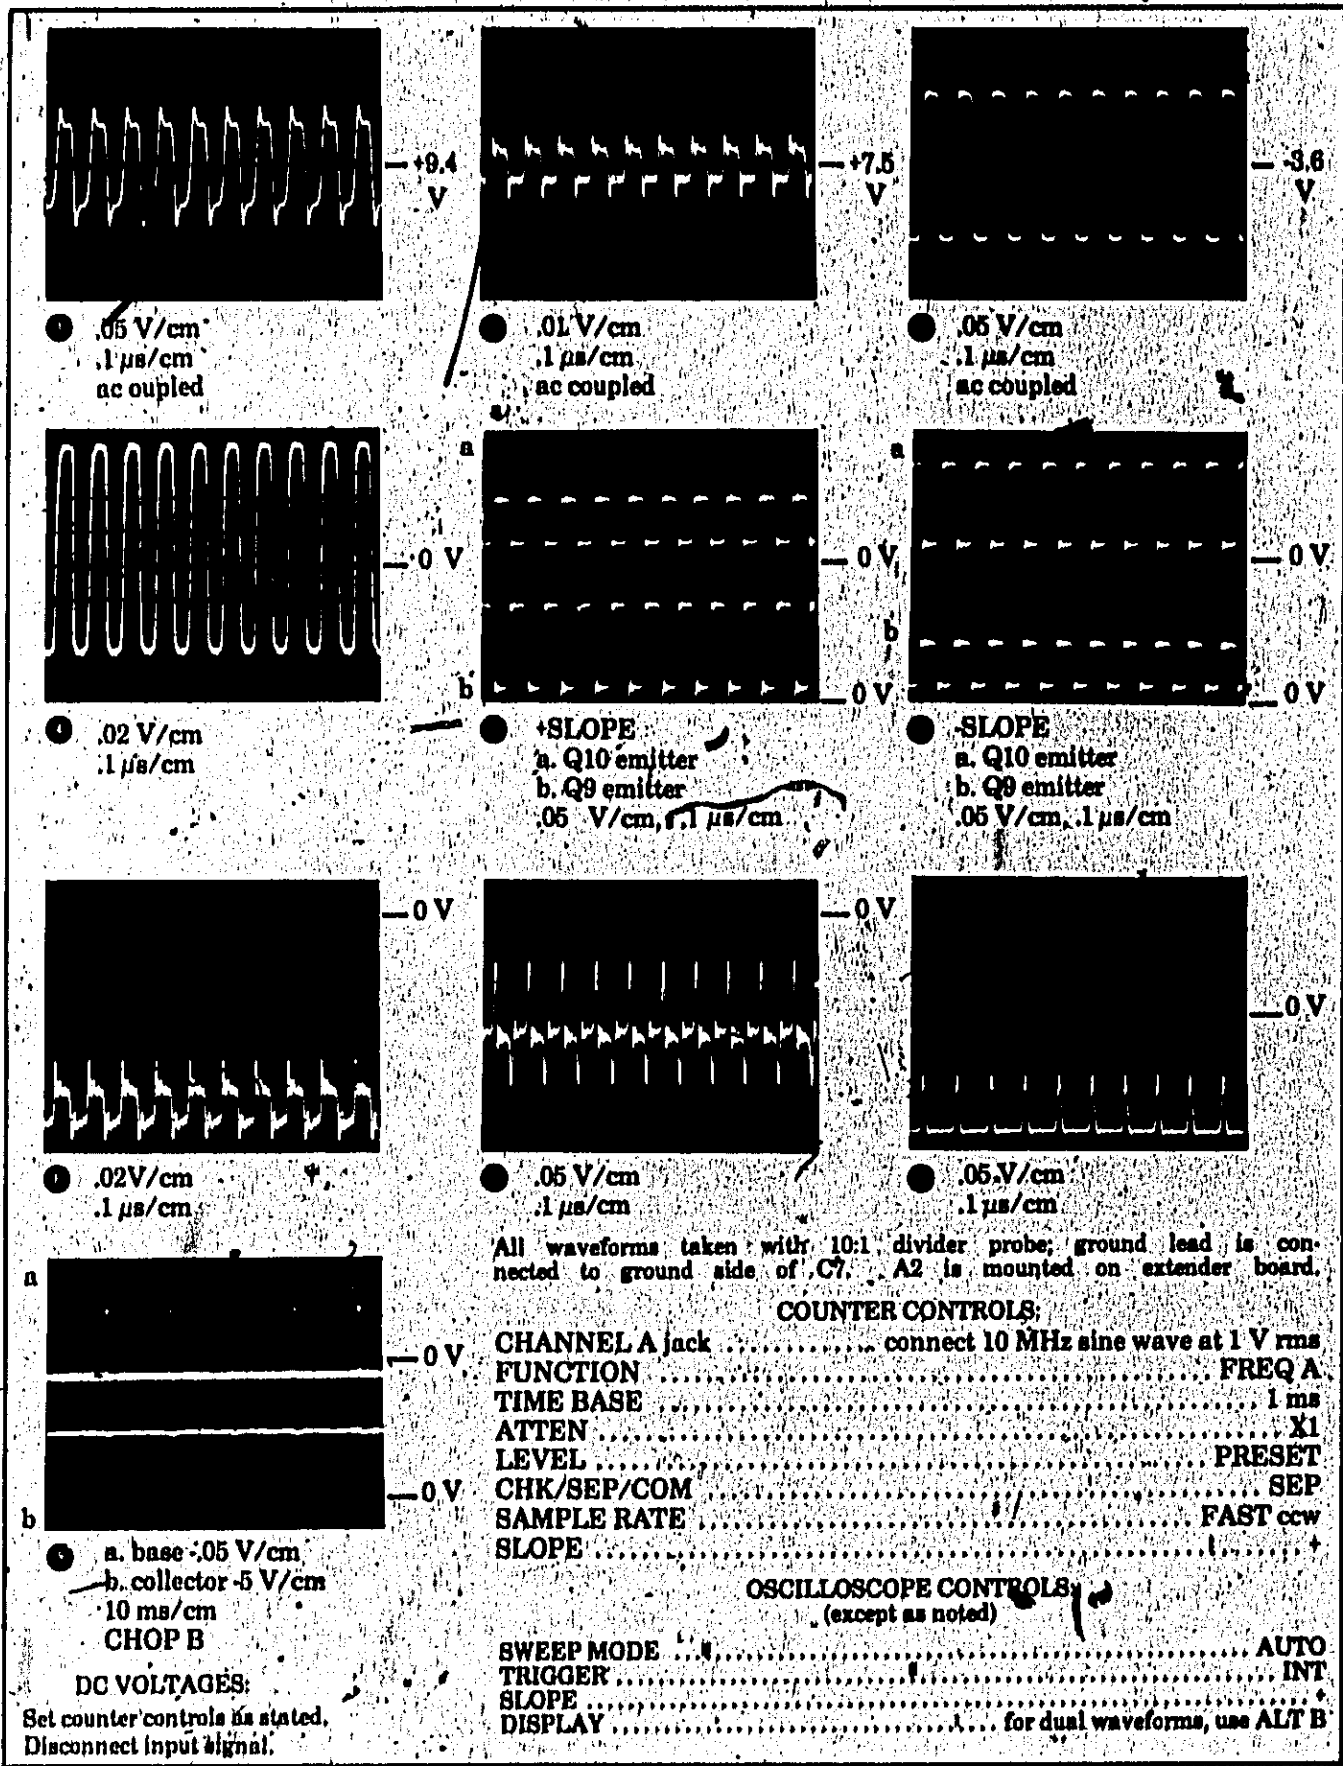 +9.4
V
.05 V/cm
.1 μs/cm
ac oupled
+7.5
V
.01 V/cm
.1 μs/cm
ac coupled
-3.6
V
.05 V/cm
.1 μs/cm
ac coupled
0 V
.02 V/cm
.1 μs/cm
a
0 V
b
0 V
+SLOPE
a. Q10 emitter
b. Q9 emitter
.05 V/cm, .1 μs/cm
a
0 V
b
0 V
-SLOPE
a. Q10 emitter
b. Q9 emitter
.05 V/cm, .1 μs/cm
0 V
.02V/cm
.1 μs/cm
0 V
.05 V/cm
.1 μs/cm
0 V
.05 V/cm
.1 μs/cm
a
0 V
0 V
b
a. base -.05 V/cm
b. collector -5 V/cm
10 ms/cm
CHOP B
DC VOLTAGES:
Set counter controls as stated.
Disconnect input signal.
All waveforms taken with 10:1 divider probe; ground lead is con-
nected to ground side of C7. A2 is mounted on extender board.
COUNTER CONTROLS:
CHANNEL A jack ............ connect 10 MHz sine wave at 1 V rms
FUNCTION ............ FREQ A
TIME BASE ............ 1 ms
ATTEN ............ X1
LEVEL ............ PRESET
CHK/SEP/COM ............ SEP
SAMPLE RATE ............ FAST ccw
SLOPE ............ +
OSCILLOSCOPE CONTROLS:
(except as noted)
SWEEP MODE ............ AUTO
TRIGGER ............ INT
SLOPE ............ +
DISPLAY ............ for dual waveforms, use ALT B